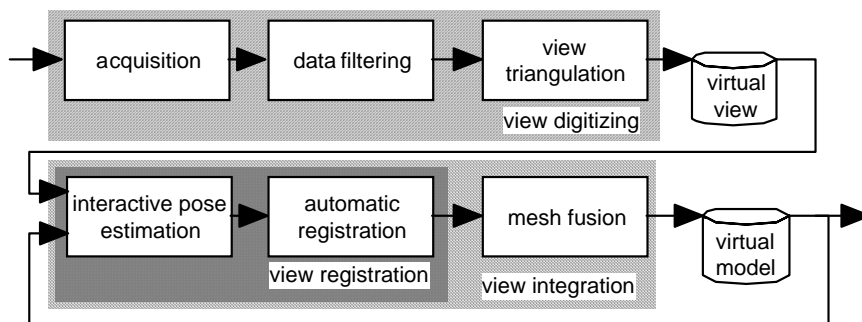 acquisition
data filtering
view
triangulation
virtual
view
view digitizing
interactive pose
estimation
automatic
registration
mesh fusion
virtual
model
view registration
view integration